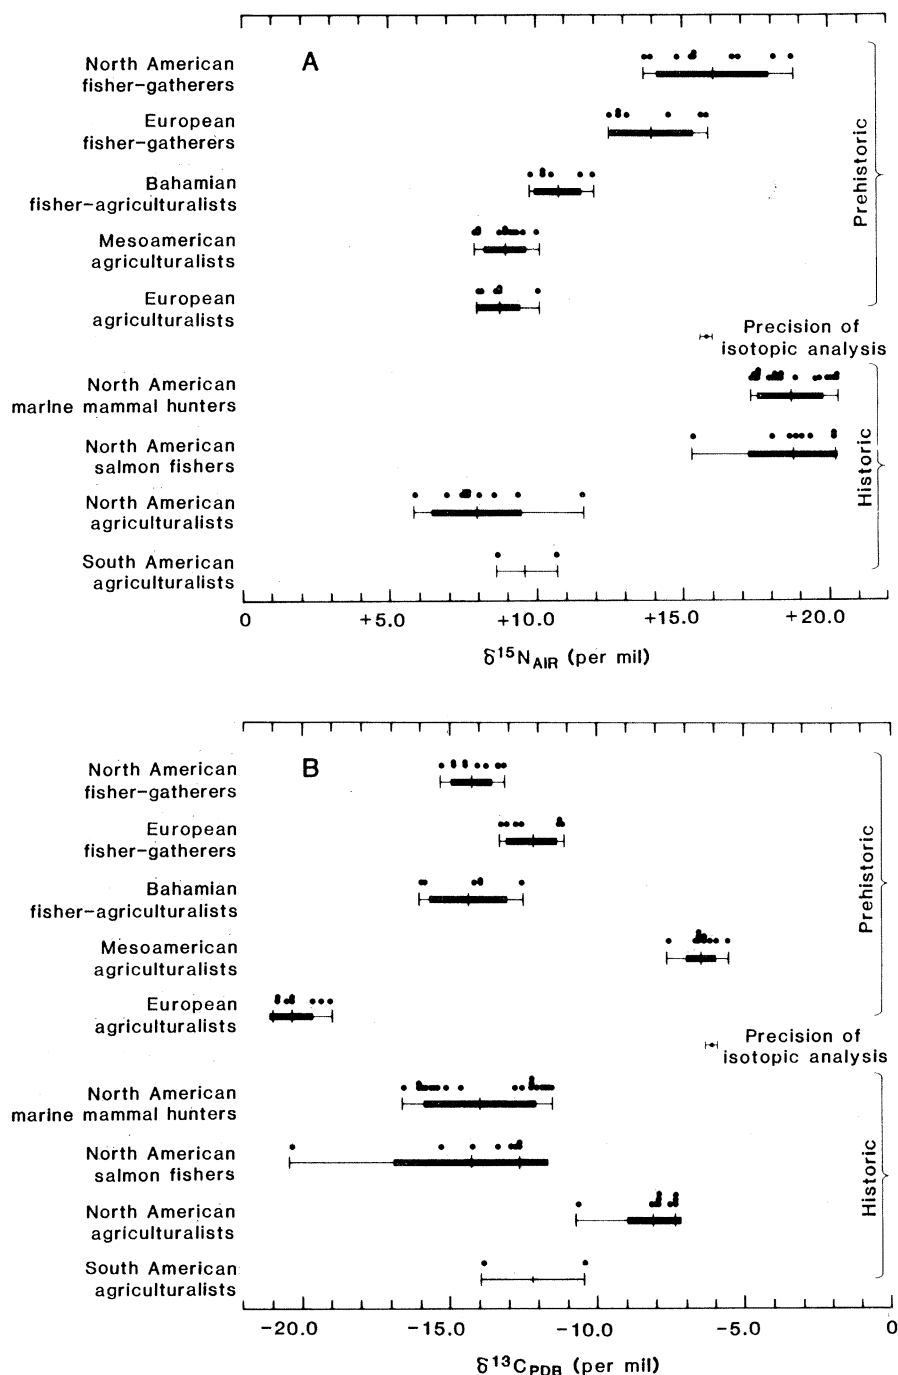 A
North American
fisher-gatherers
European
fisher-gatherers
Bahamian
fisher-agriculturalists
Mesoamerican
agriculturalists
European
agriculturalists
Prehistoric
Precision of
isotopic analysis
North American
marine mammal hunters
North American
salmon fishers
North American
agriculturalists
South American
agriculturalists
Historic
0 +5.0 +10.0 +15.0 +20.0
δ¹⁵N_AIR (per mil)
B
North American
fisher-gatherers
European
fisher-gatherers
Bahamian
fisher-agriculturalists
Mesoamerican
agriculturalists
European
agriculturalists
Prehistoric
Precision of
isotopic analysis
North American
marine mammal hunters
North American
salmon fishers
North American
agriculturalists
South American
agriculturalists
Historic
-20.0 -15.0 -10.0 -5.0 0
δ¹³C_PDB (per mil)